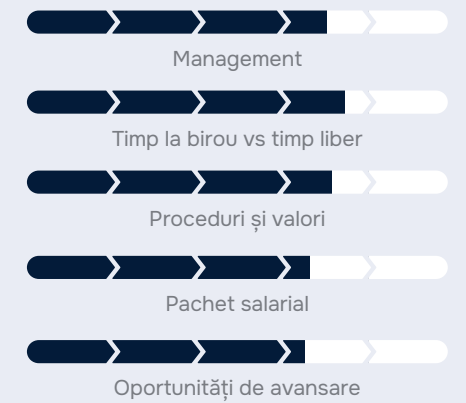 Management
Timp la birou vs timp liber
Proceduri și valori
Pachet salarial
Oportunități de avansare